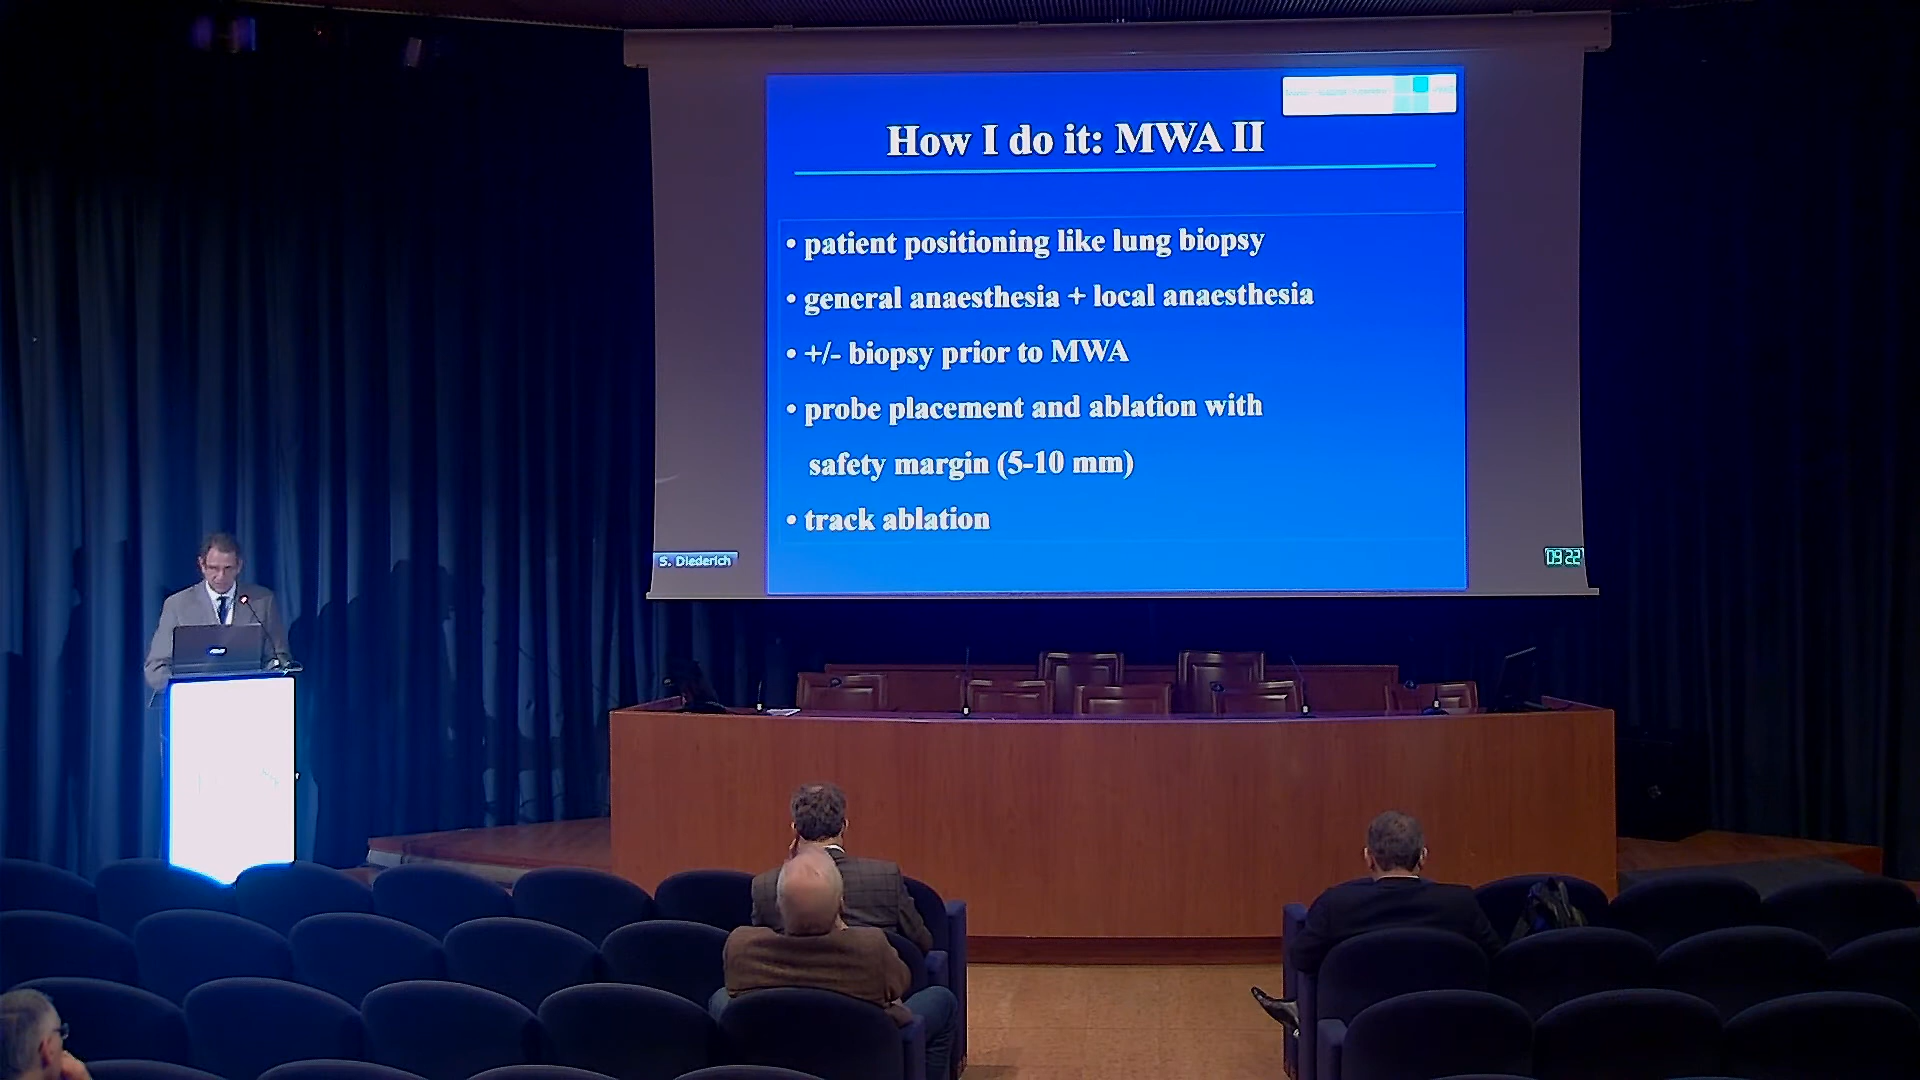 How I do it: MWA II
• patient positioning like lung biopsy
• general anaesthesia + local anaesthesia
• +/- biopsy prior to MWA
• probe placement and ablation with
safety margin (5-10 mm)
• track ablation
S. Diederich
09:22